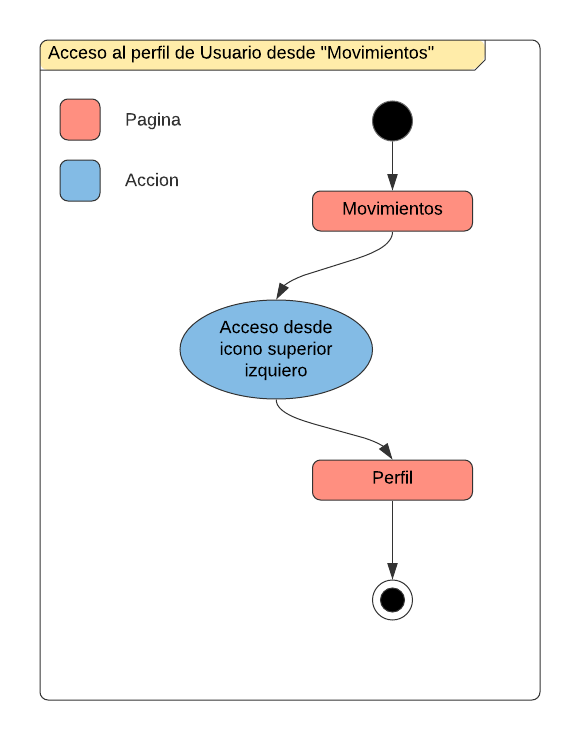 Acceso al perfil de Usuario desde "Movimientos"
Pagina
Accion
Movimientos
Acceso desde
icono superior
izquiero
Perfil